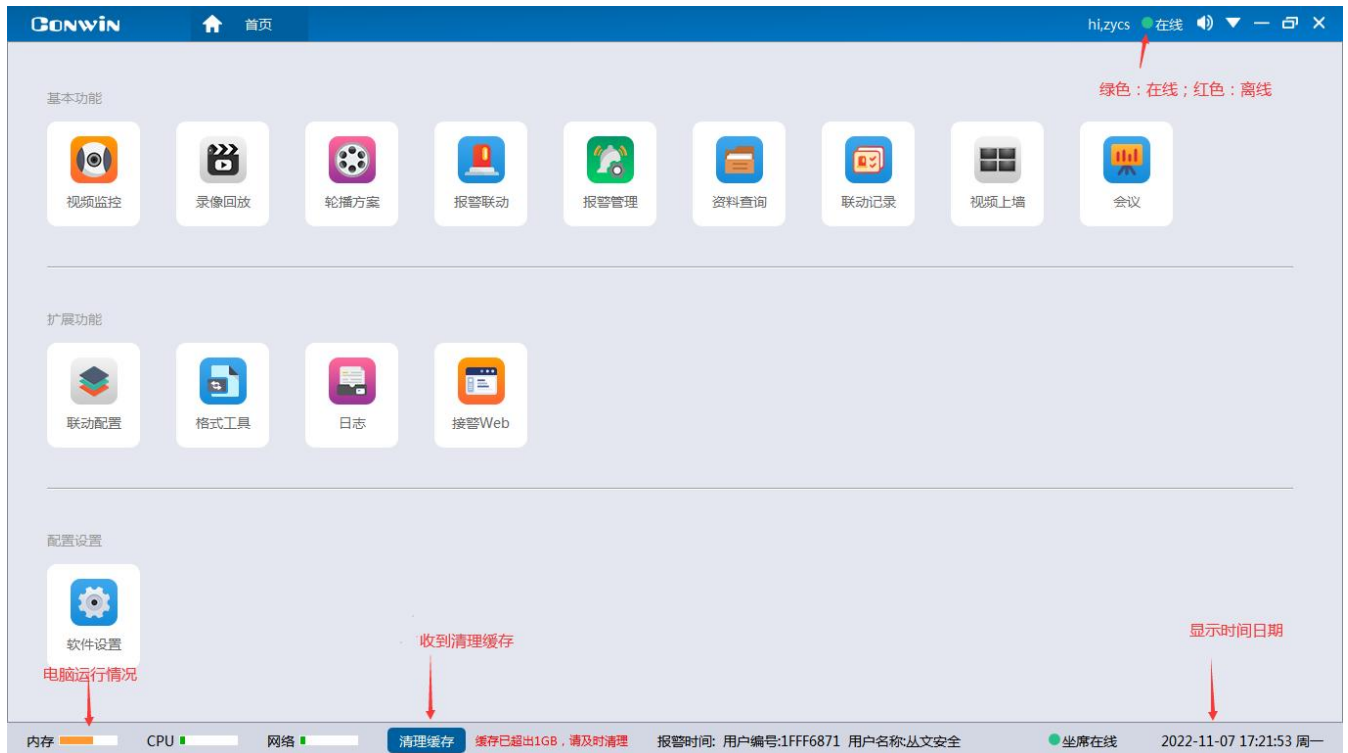 CONWIN 首页 hi,zycs 在线
绿色：在线；红色：离线
基本功能
视频监控 录像回放 轮播方案 报警联动 报警管理 资料查询 联动记录 视频上墙 会议
扩展功能
联动配置 格式工具 日志 接警Web
配置设置
软件设置
收到清理缓存
显示时间日期
电脑运行情况
内存 CPU 网络 清理缓存 缓存已超出1GB，请及时清理 报警时间: 用户编号:1FFF6871 用户名称:丛文安全 坐席在线 2022-11-07 17:21:53 周一